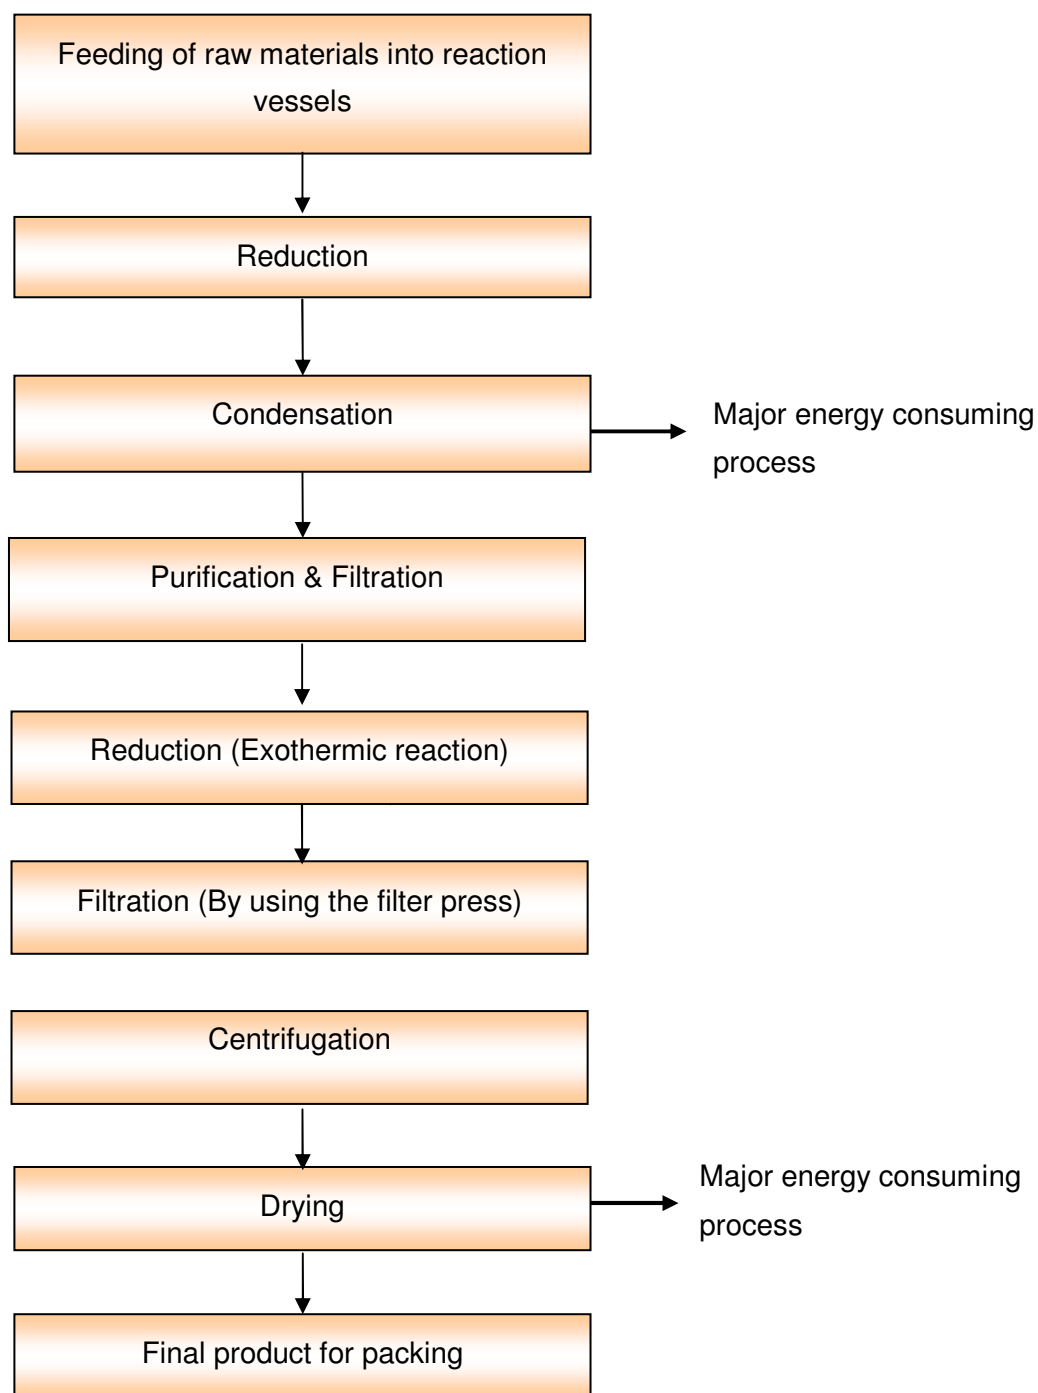 Feeding of raw materials into reaction
vessels
Reduction
Condensation
Major energy consuming
process
Purification & Filtration
Reduction (Exothermic reaction)
Filtration (By using the filter press)
Centrifugation
Major energy consuming
process
Drying
Final product for packing